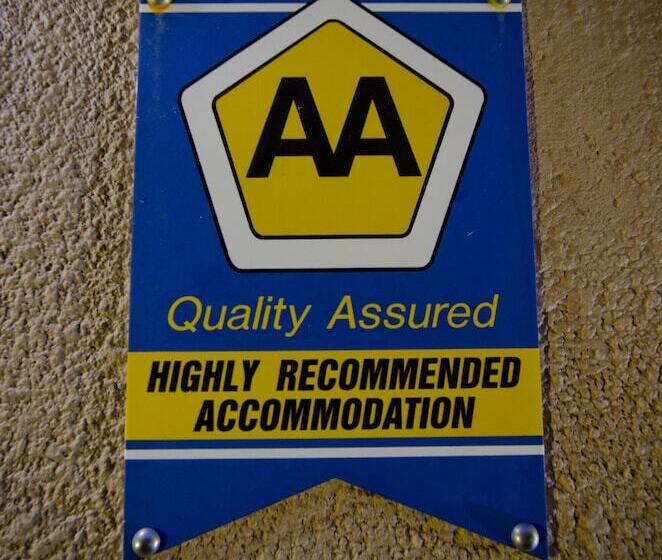 AA
Quality Assured
HIGHLY RECOMMENDED
ACCOMMODATION